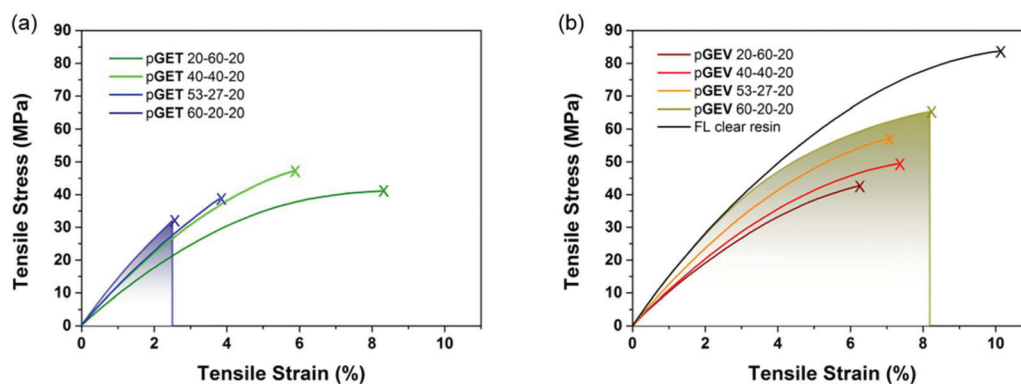 (a)
90
80
70
60
50
40
30
20
10
0
Tensile Stress (MPa)
pGET 20-60-20
pGET 40-40-20
pGET 53-27-20
pGET 60-20-20
0 2 4 6 8 10
Tensile Strain (%)
(b)
90
80
70
60
50
40
30
20
10
0
Tensile Stress (MPa)
pGEV 20-60-20
pGEV 40-40-20
pGEV 53-27-20
pGEV 60-20-20
FL clear resin
0 2 4 6 8 10
Tensile Strain (%)